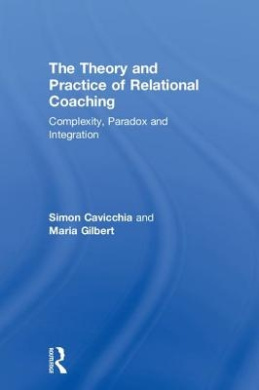 The Theory and
Practice of Relational
Coaching
Complexity, Paradox and
Integration
Simon Cavicchia and
Maria Gilbert
ROUTLEDGE